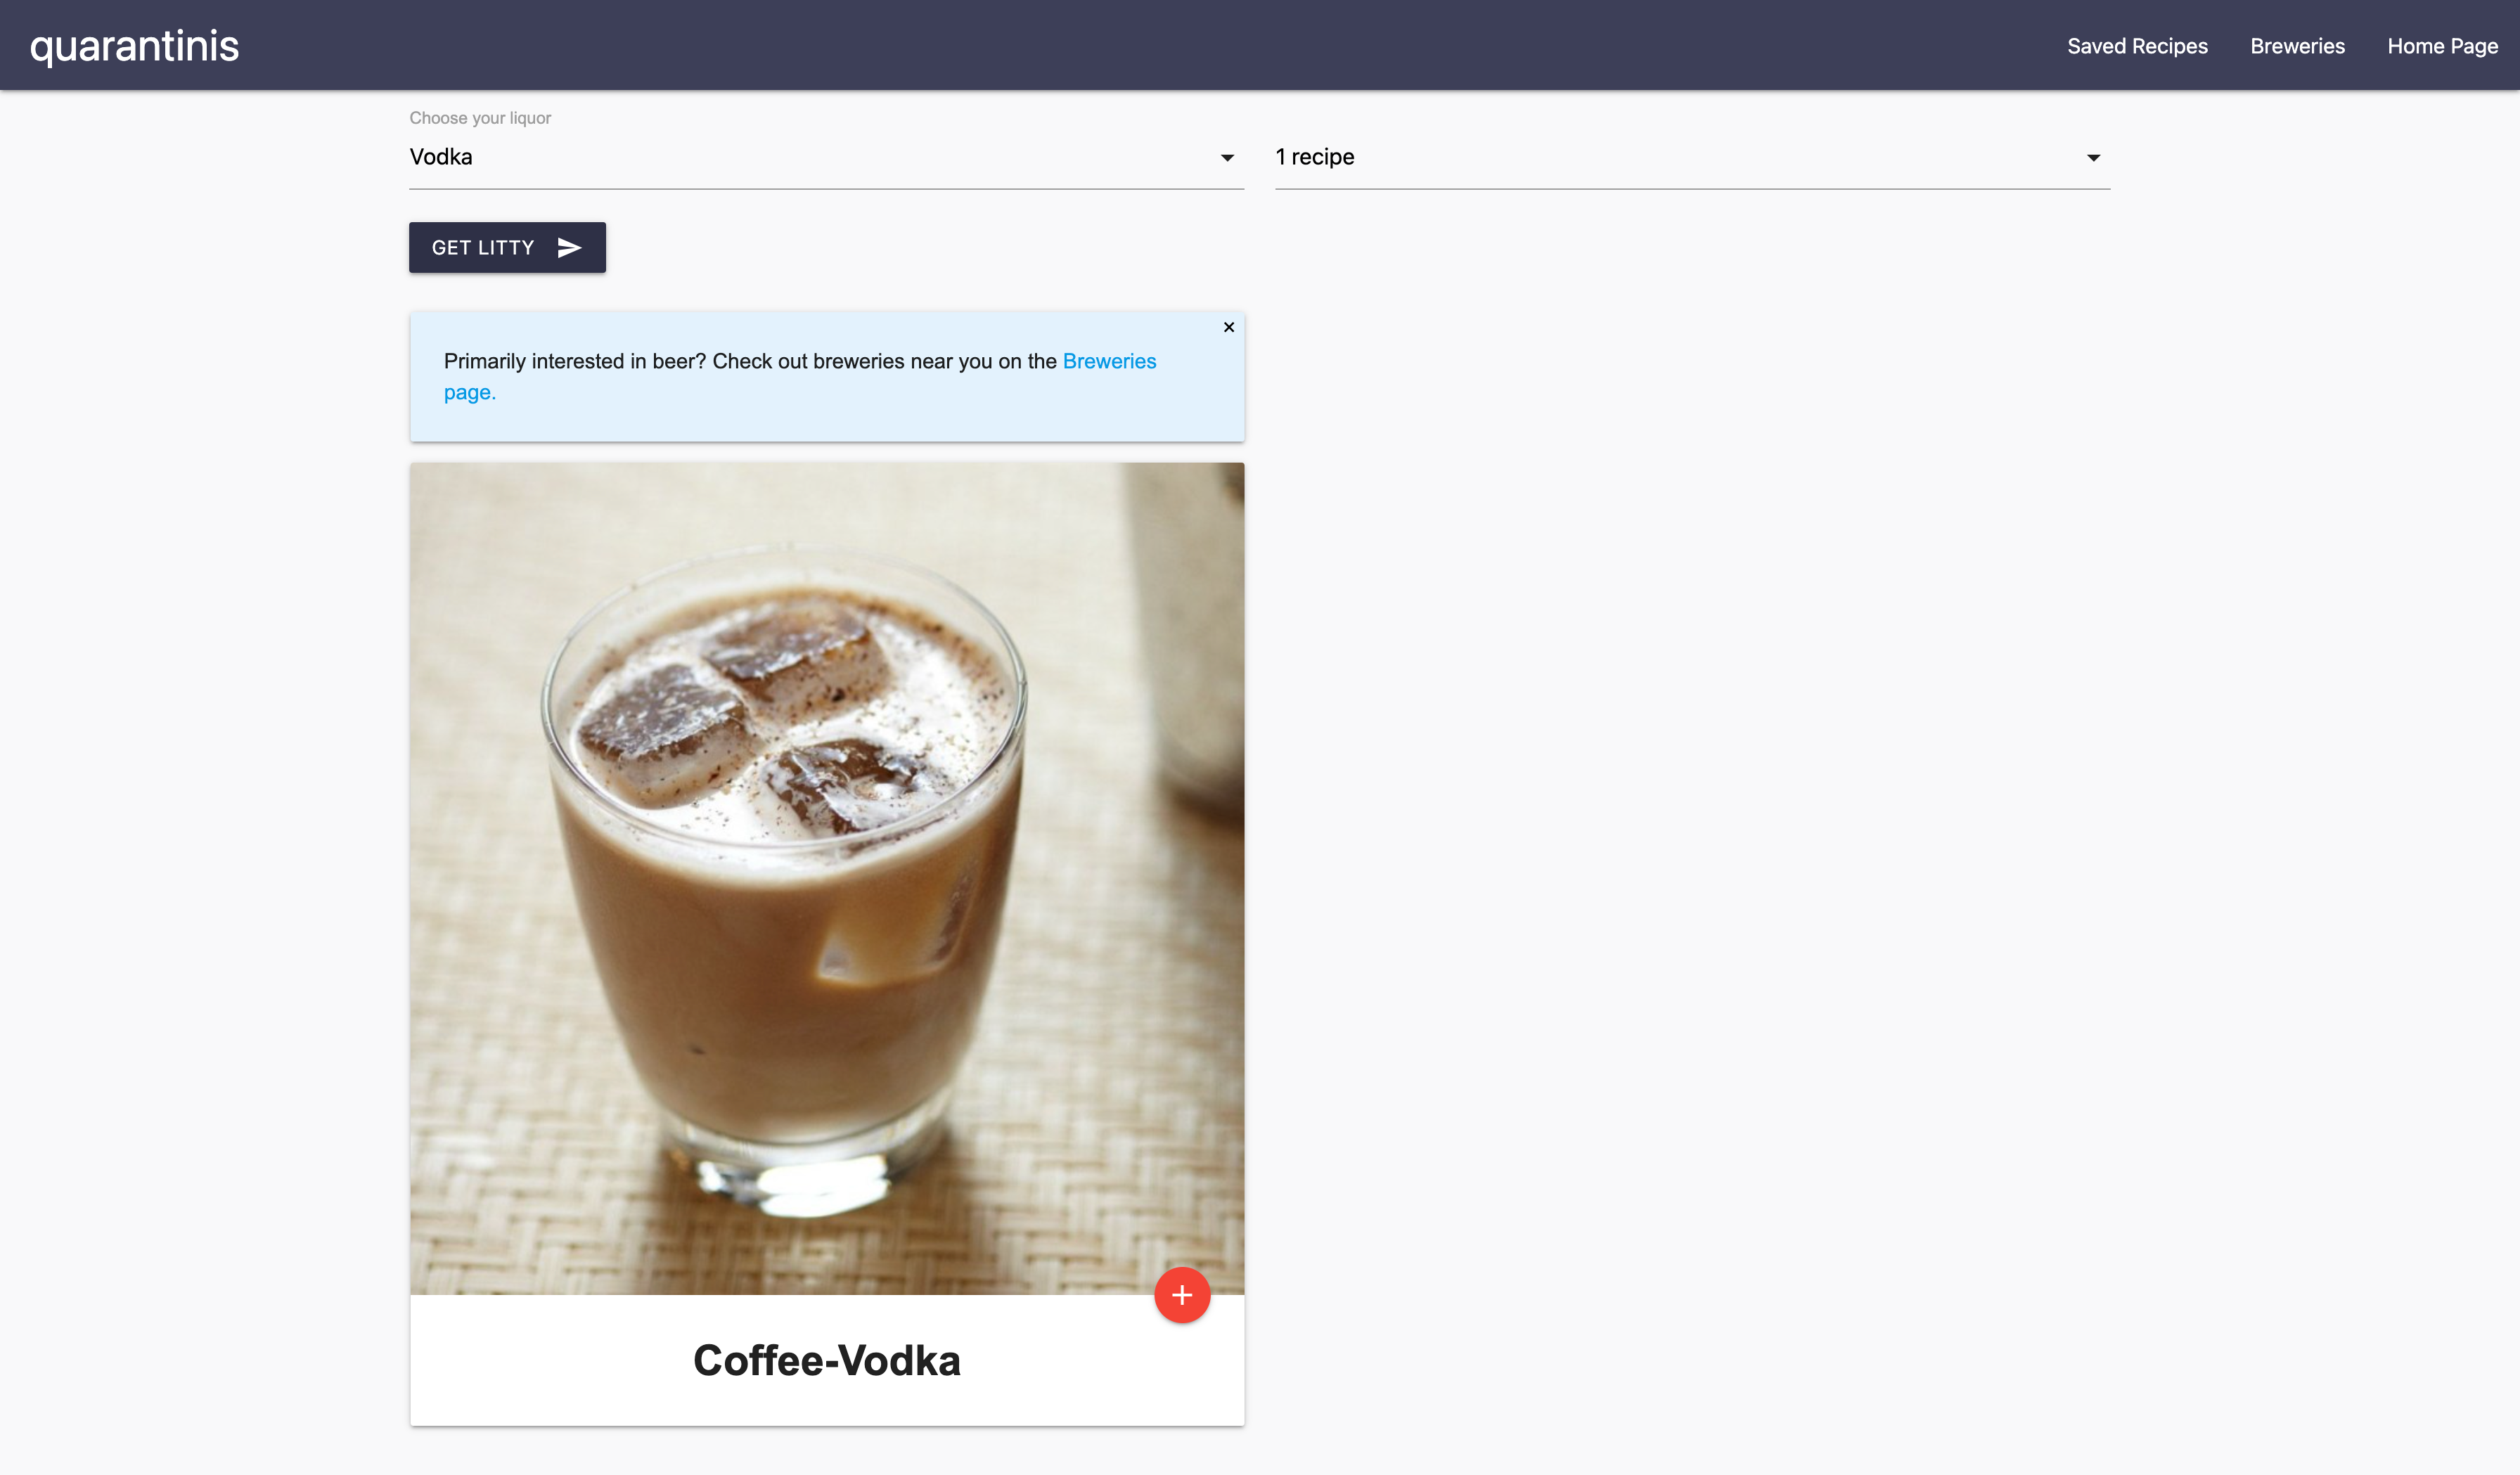 quarantinis
Saved Recipes
Breweries
Home Page
Choose your liquor
Vodka
1 recipe
GET LITTY
Primarily interested in beer? Check out breweries near you on the Breweries
page.
Coffee-Vodka